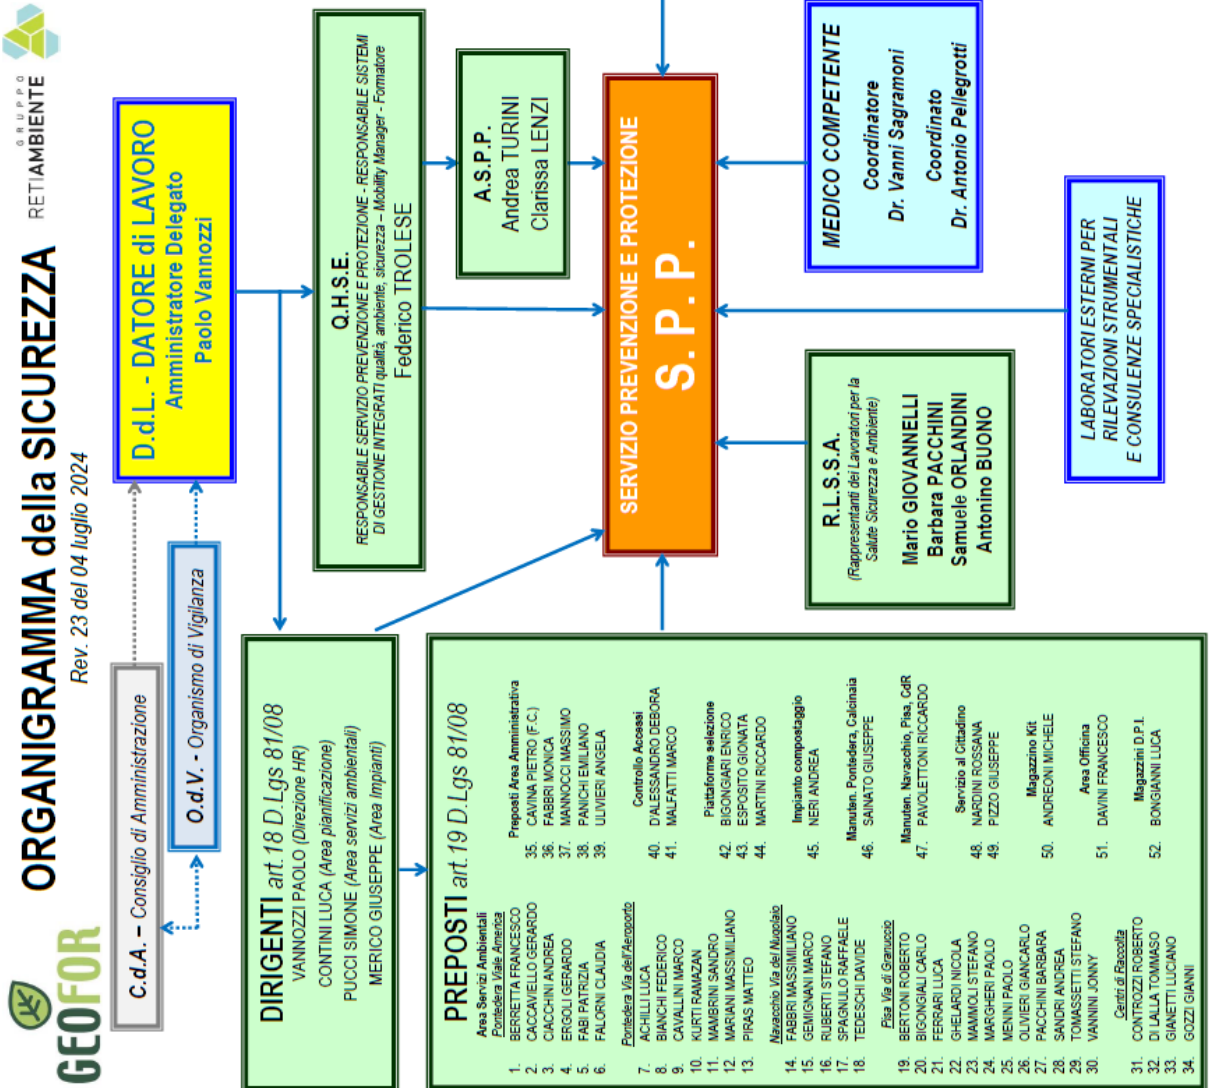 GEOFOR
ORGANIGRAMMA della SICUREZZA
Rev. 23 del 04 luglio 2024
GRUPPO
RETIAMBIENTE
C.d.A. – Consiglio di Amministrazione
O.d.V. - Organismo di Vigilanza
D.d.L. - DATORE di LAVORO
Amministratore Delegato
Paolo Vannozzi
DIRIGENTI art.18 D.Lgs 81/08
VANNOZZI PAOLO (Direzione HR)
CONTINI LUCA (Area pianificazione)
PUCCI SIMONE (Area servizi ambientali)
MERICO GIUSEPPE (Area Impianti)
Q.H.S.E.
RESPONSABILE SERVIZIO PREVENZIONE E PROTEZIONE - RESPONSABILE SISTEMI
DI GESTIONE INTEGRATI qualità, ambiente, sicurezza – Mobility Manager - Formatore
Federico TROLESE
A.S.P.P.
Andrea TURINI
Clarissa LENZI
PREPOSTI art.19 D.Lgs 81/08
Area Servizi Ambientali
Pontedera Viale America
1. BERRETTA FRANCESCO
2. CACCAVIELLO GERARDO
3. CIACCHINI ANDREA
4. ERGOLI GERARDO
5. FABI PATRIZIA
6. FALORNI CLAUDIA
Pontedera Via dell'Aeroporto
7. ACHILLI LUCA
8. BIANCHI FEDERICO
9. CAVALLINI MARCO
10. KURTI RAMAZAN
11. MAMBRINI SANDRO
12. MARIANI MASSIMILIANO
13. PIRAS MATTEO
Navacchio Via del Nugolaio
14. FABBRI MASSIMILIANO
15. GEMIGNANI MARCO
16. RUBERTI STEFANO
17. SPAGNULO RAFFAELE
18. TEDESCHI DAVIDE
Pisa Via di Granuccio
19. BERTONI ROBERTO
20. BIGONGIALI CARLO
21. FERRARI LUCA
22. GHELARDI NICOLA
23. MAMMOLI STEFANO
24. MARGHERI PAOLO
25. MENINI PAOLO
26. OLIVIERI GIANCARLO
27. PACCHINI BARBARA
28. SANDRI ANDREA
29. TOMASSETTI STEFANO
30. VANNINI JONNY
Centri di Raccolta
31. CONTROZZI ROBERTO
32. DI LALLA TOMMASO
33. GIANETTI LUCIANO
34. GOZZI GIANNI
Preposti Area Amministrativa
35. CAVINA PIETRO (F.C.)
36. FABBRI MONICA
37. MANNOCCI MASSIMO
38. PANICHI EMILIANO
39. ULIVIERI ANGELA
Controllo Accessi
40. D'ALESSANDRO DEBORA
41. MALFATTI MARCO
Piattaforme selezione
42. BIGONGIARI ENRICO
43. ESPOSITO GIONATA
44. MARTINI RICCARDO
Impianto compostaggio
45. NERI ANDREA
Manuten. Pontedera, Calcinaia
46. SAINATO GIUSEPPE
Manuten. Navacchio, Pisa, CdR
47. PAVOLETTONI RICCARDO
Servizio al Cittadino
48. NARDINI ROSSANA
49. PIZZO GIUSEPPE
Magazzino Kit
50. ANDREONI MICHELE
Area Officina
51. DAVINI FRANCESCO
Magazzini D.P.I.
52. BONGIANNI LUCA
SERVIZIO PREVENZIONE E PROTEZIONE
S. P. P.
R.L.S.S.A.
(Rappresentanti dei Lavoratori per la
Salute Sicurezza e Ambiente)
Mario GIOVANNELLI
Barbara PACCHINI
Samuele ORLANDINI
Antonino BUONO
MEDICO COMPETENTE
Coordinatore
Dr. Vanni Sagramoni
Coordinato
Dr. Antonio Pellegrotti
LABORATORI ESTERNI PER
RILEVAZIONI STRUMENTALI
E CONSULENZE SPECIALISTICHE